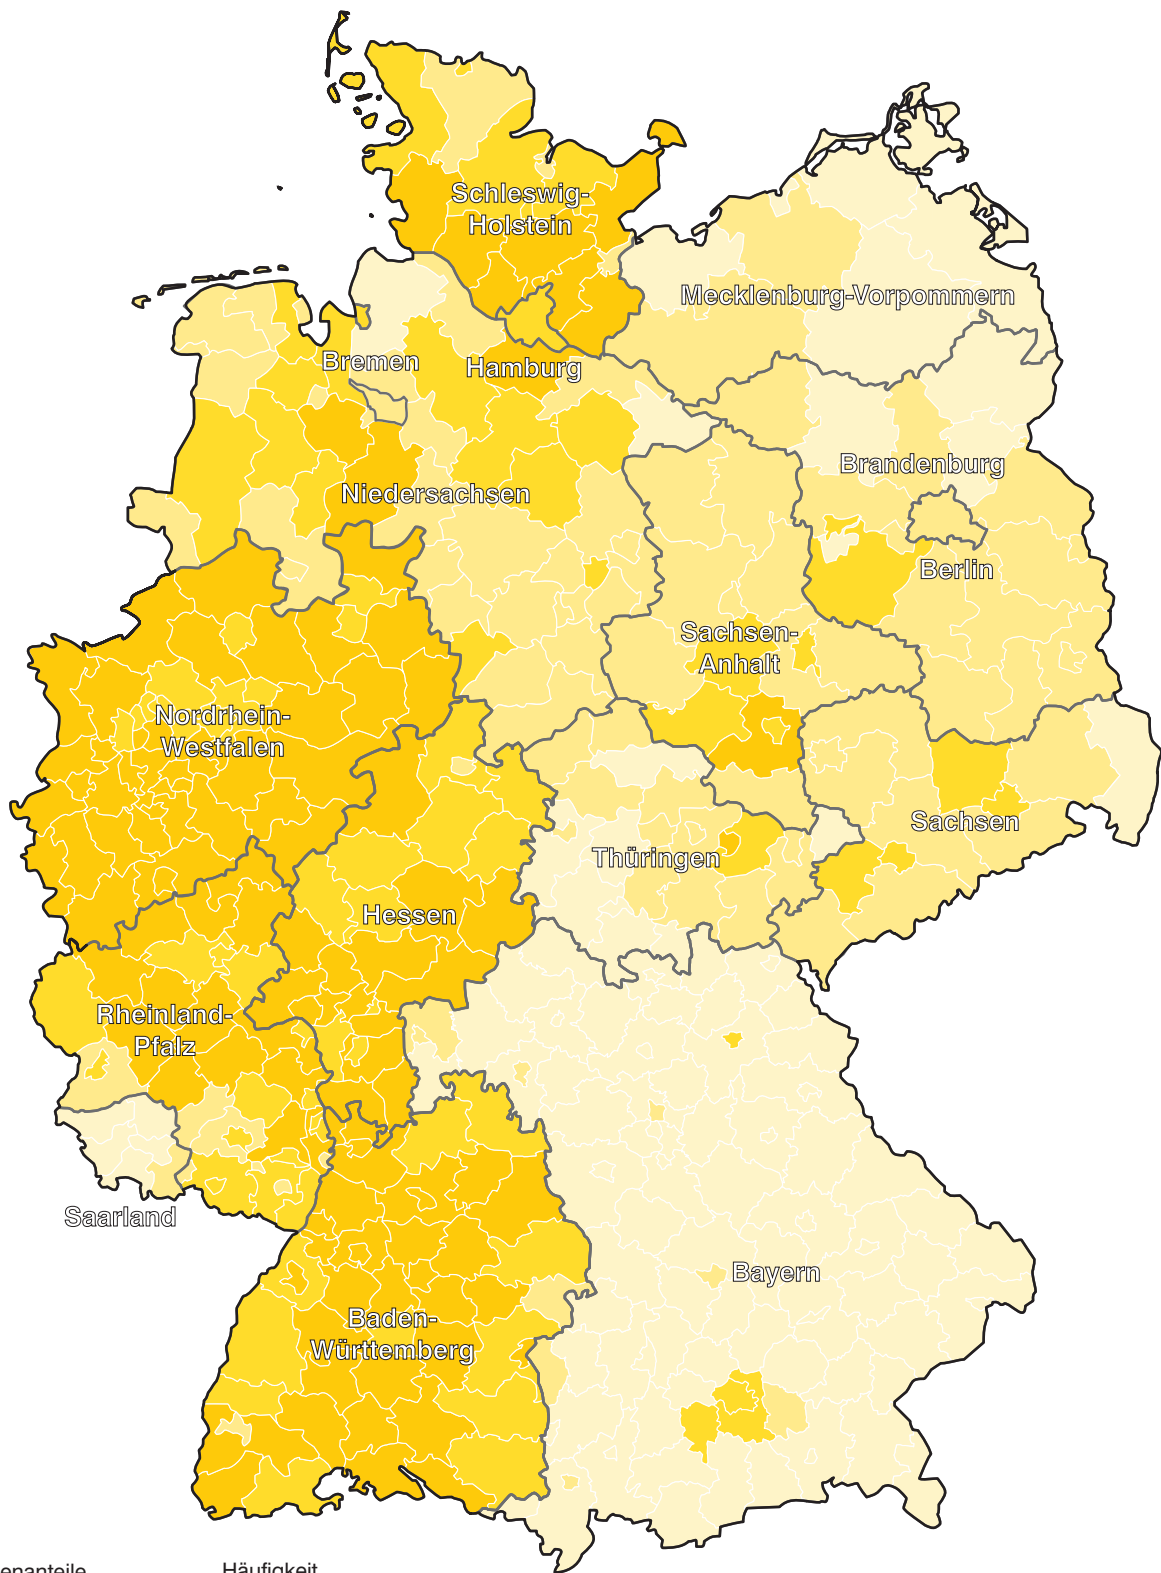 Schleswig-
Holstein
Mecklenburg-Vorpommern
Bremen
Hamburg
Brandenburg
Niedersachsen
Berlin
Sachsen-
Anhalt
Nordrhein-
Westfalen
Sachsen
Thüringen
Hessen
Rheinland-
Pfalz
Saarland
Bayern
Baden-
Württemberg
enanteile
Häufigkeit